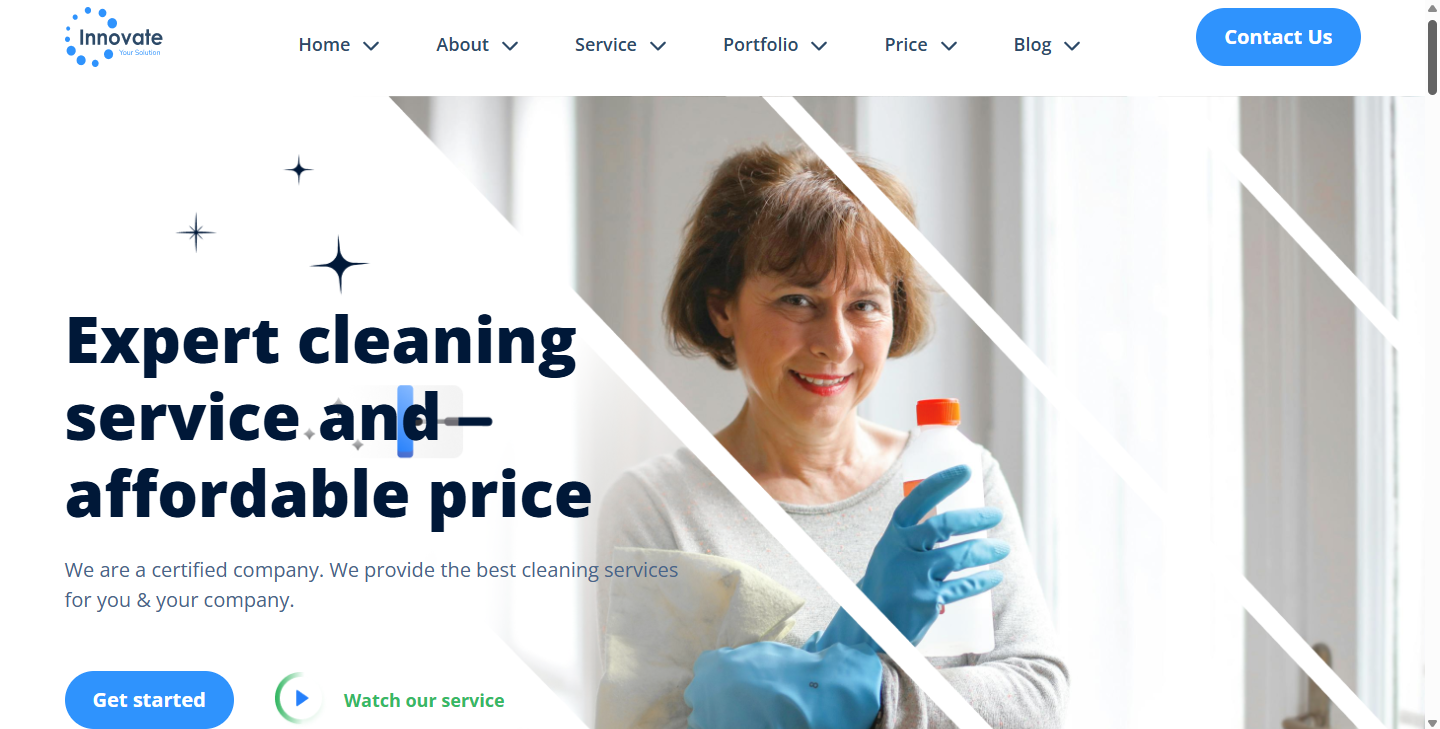 Innovate
Your Solution
Home
About
Service
Portfolio
Price
Blog
Contact Us
Expert cleaning
service and –
affordable price
We are a certified company. We provide the best cleaning services
for you & your company.
Get started
Watch our service